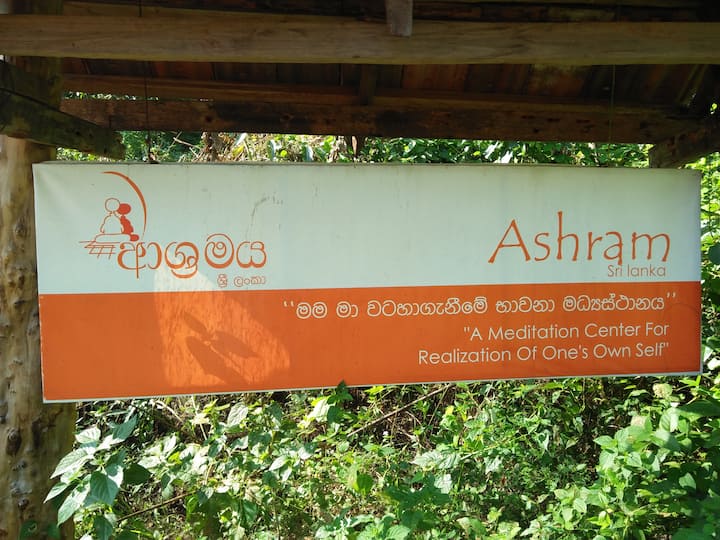 ආශ්‍රමය
ශ්‍රී ලංකා
Ashram
Sri lanka
‘‘මම මා වටහාගැනීමේ භාවනා මධ්‍යස්ථානය’’
"A Meditation Center For
Realization Of One's Own Self"